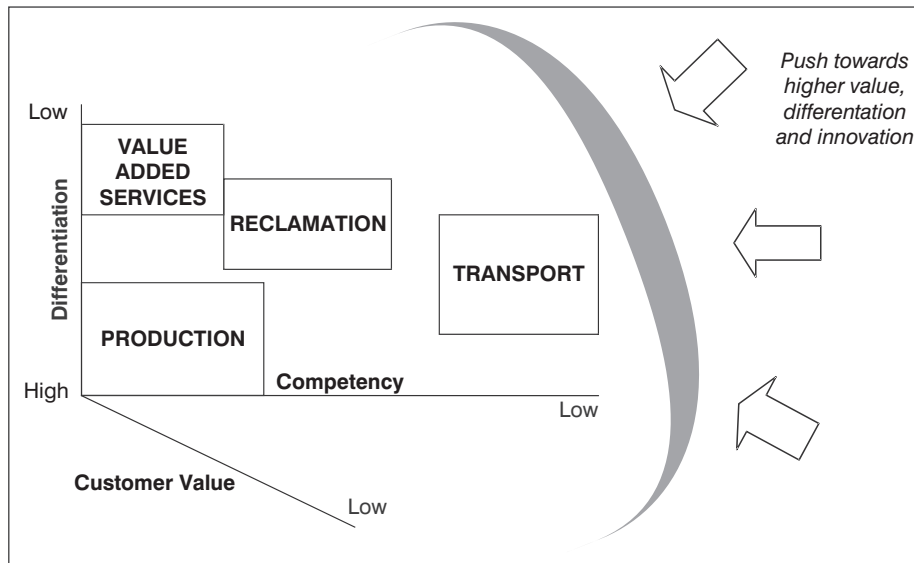 Push towards
higher value,
differentation
and innovation
Low
VALUE
ADDED
SERVICES
RECLAMATION
Differentiation
TRANSPORT
PRODUCTION
High
Competency
Low
Customer Value
Low